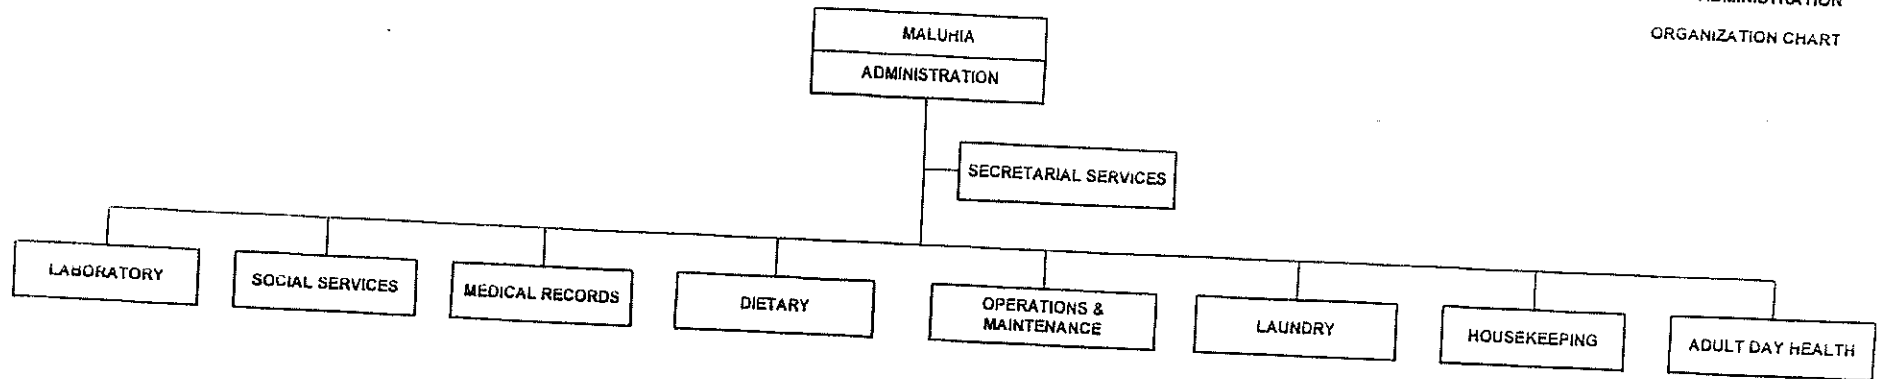 ADMINISTRATION
ORGANIZATION CHART
MALUHIA
ADMINISTRATION
SECRETARIAL SERVICES
LABORATORY
SOCIAL SERVICES
MEDICAL RECORDS
DIETARY
OPERATIONS &
MAINTENANCE
LAUNDRY
HOUSEKEEPING
ADULT DAY HEALTH